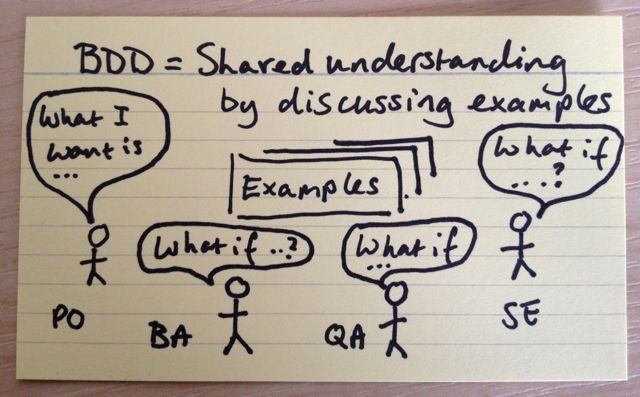 BDD = Shared understanding
by discussing examples
What I
want is
...
What if
....?
Examples
What if ..?
What if
...
PO
BA
QA
SE